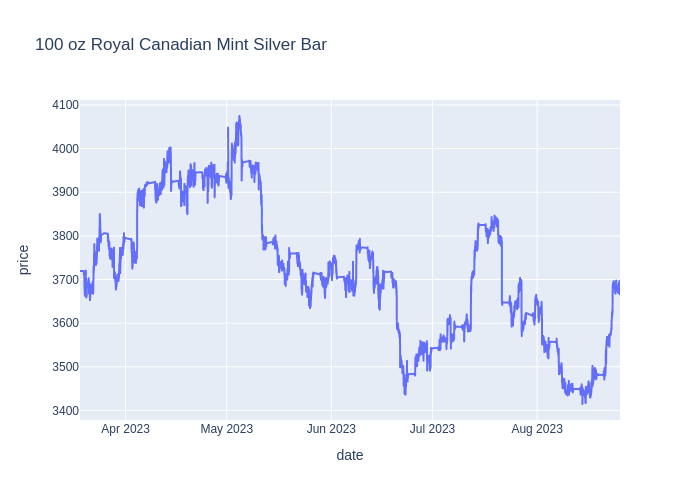 100 oz Royal Canadian Mint Silver Bar
4100
4000
3900
3800
3700
3600
3500
3400
price
Apr 2023 May 2023 Jun 2023 Jul 2023 Aug 2023
date